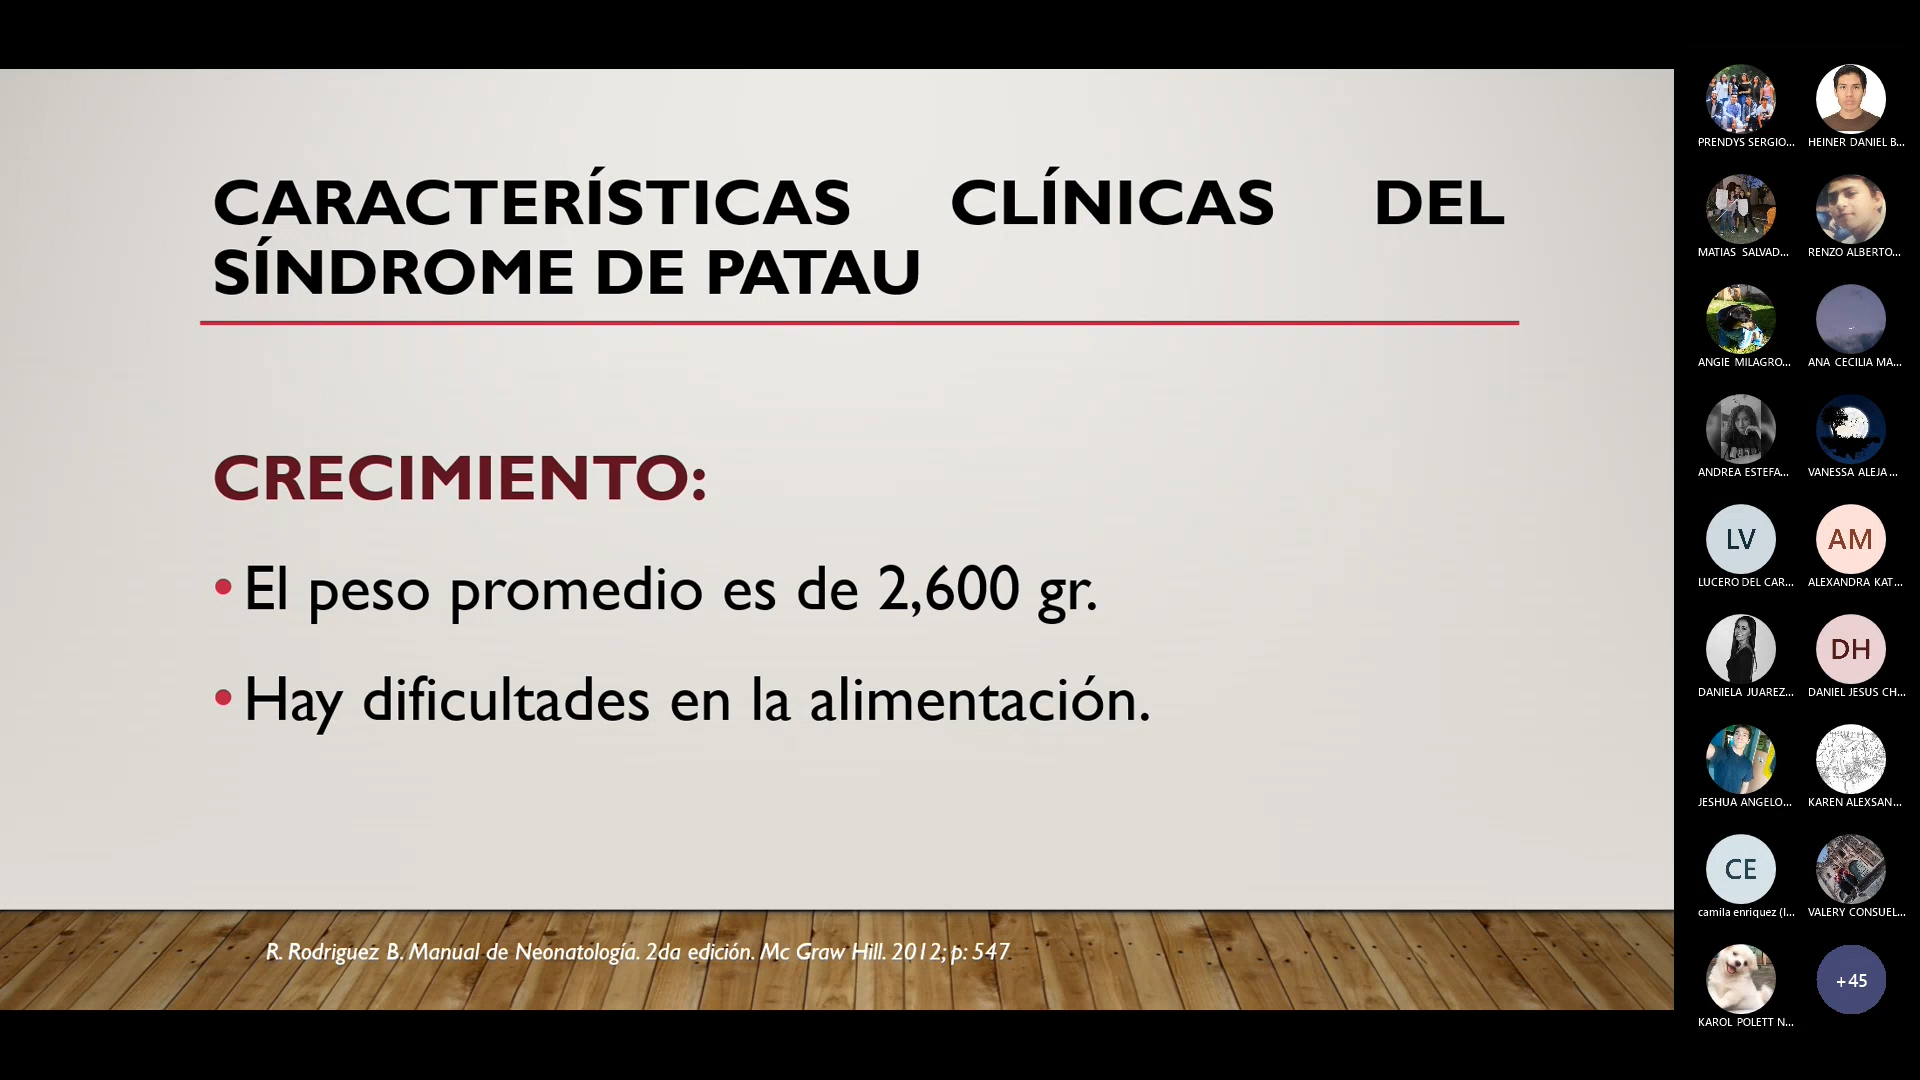 CARACTERÍSTICAS CLÍNICAS DEL
SÍNDROME DE PATAU
CRECIMIENTO:
•El peso promedio es de 2,600 gr.
•Hay dificultades en la alimentación.
R. Rodriguez B. Manual de Neonatología. 2da edición. Mc Graw Hill. 2012; p: 547
PRENDYS SERGIO...
HEINER DANIEL B...
MATIAS SALVAD...
RENZO ALBERTO...
ANGIE MILAGRO...
ANA CECILIA MA...
ANDREA ESTEFA...
VANESSA ALEJA...
LV
AM
LUCERO DEL CAR...
ALEXANDRA KAT...
DH
DANIELA JUAREZ...
DANIEL JESUS CH...
JESHUA ANGELO...
KAREN ALEXSAN...
CE
camila enriquez (I...
VALERY CONSUEL...
+45
KAROL POLETT N...